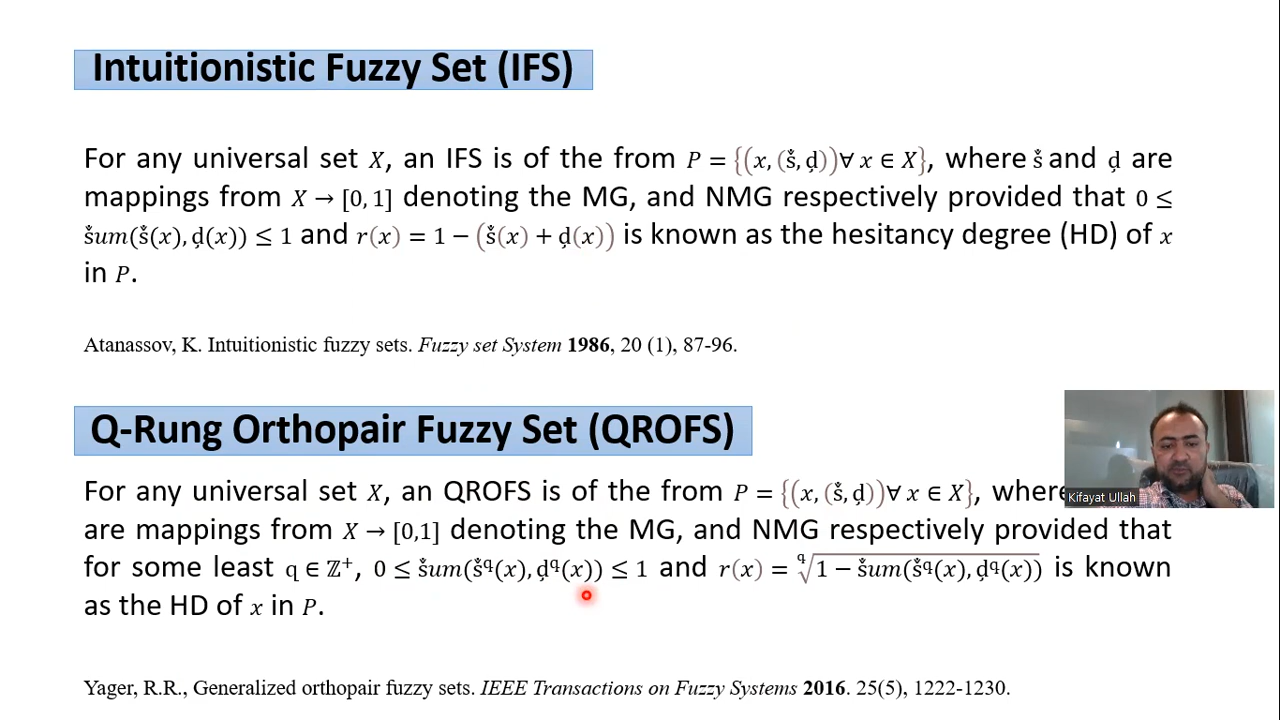 Intuitionistic Fuzzy Set (IFS)
For any universal set X, an IFS is of the from P = {(x, (ṧ, ḍ))∀ x ∈ X}, where ṧ and ḍ are
mappings from X → [0, 1] denoting the MG, and NMG respectively provided that 0 ≤
ṧum(ṧ(x), ḍ(x)) ≤ 1 and r(x) = 1 − (ṧ(x) + ḍ(x)) is known as the hesitancy degree (HD) of x
in P.
Atanassov, K. Intuitionistic fuzzy sets. Fuzzy set System 1986, 20 (1), 87-96.
Q-Rung Orthopair Fuzzy Set (QROFS)
For any universal set X, an QROFS is of the from P = {(x, (ṧ, ḍ))∀ x ∈ X}, where
Kifayat Ullah
are mappings from X → [0,1] denoting the MG, and NMG respectively provided that
for some least q ∈ ℤ⁺, 0 ≤ ṧum(ṧ^q(x), ḍ^q(x)) ≤ 1 and r(x) = ᑫ√(1 − ṧum(ṧ^q(x), ḍ^q(x))) is known
as the HD of x in P.
Yager, R.R., Generalized orthopair fuzzy sets. IEEE Transactions on Fuzzy Systems 2016. 25(5), 1222-1230.